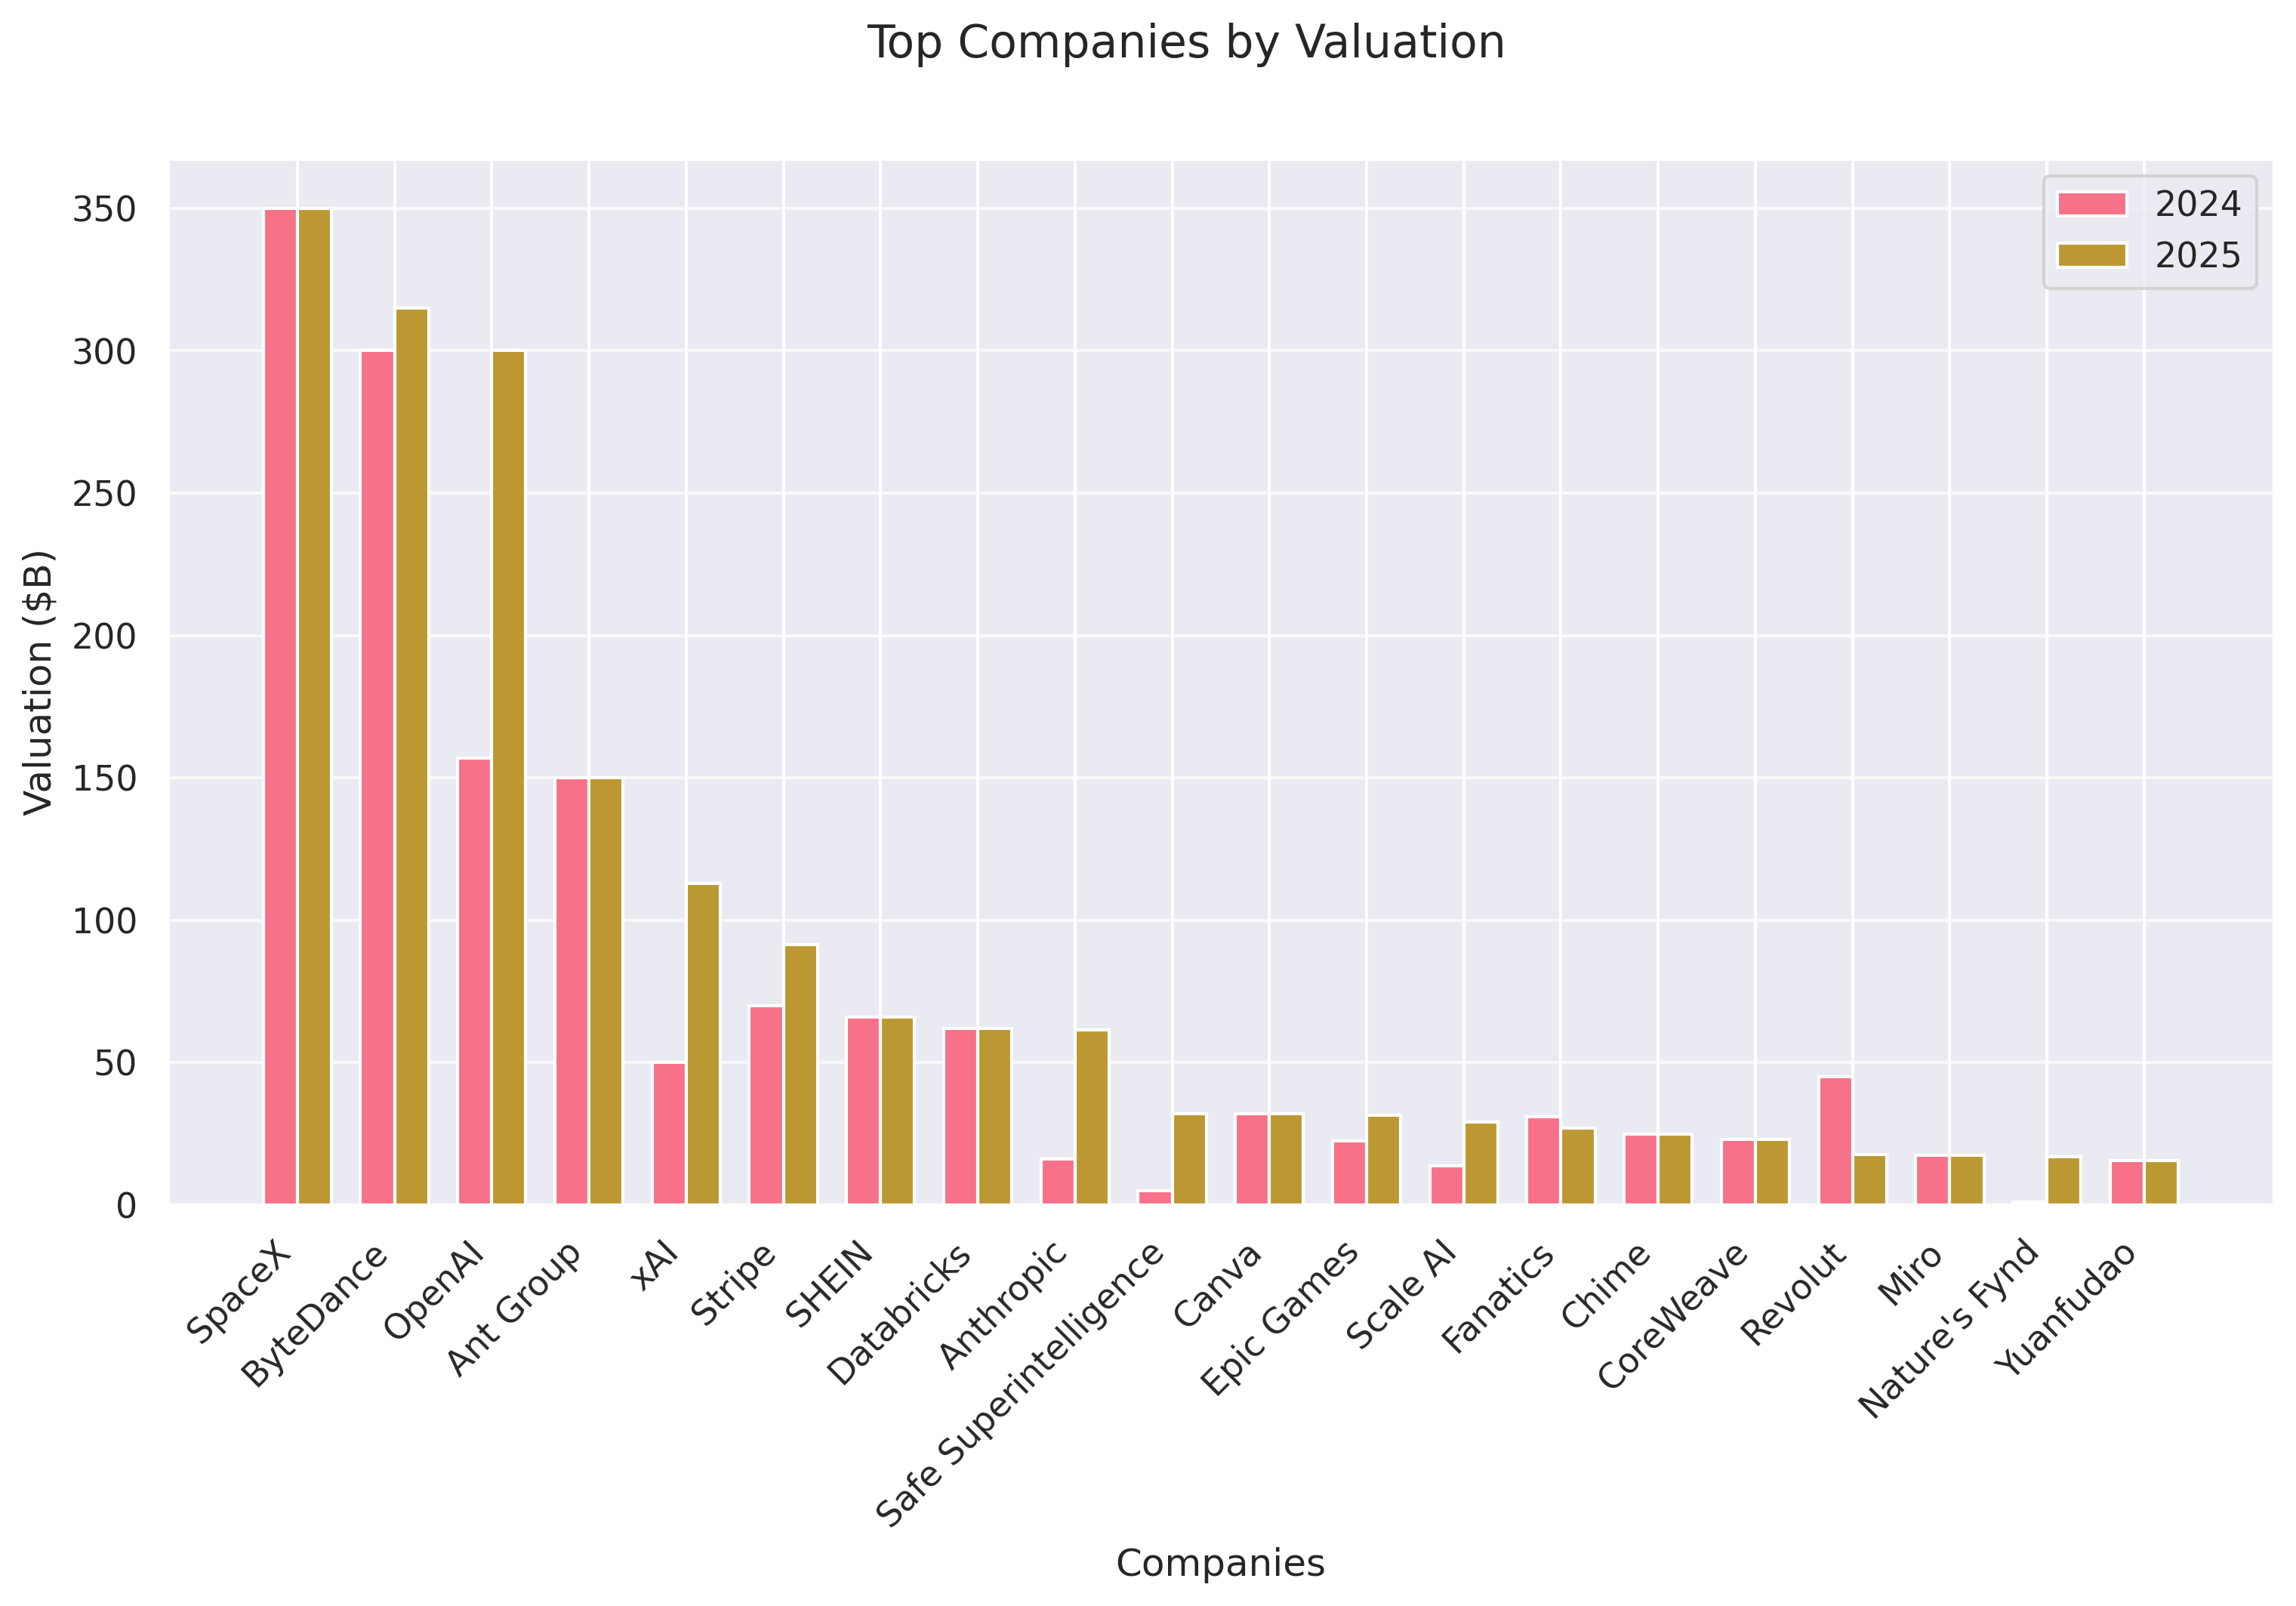 Top Companies by Valuation
2024
2025
Valuation ($B)
350
300
250
200
150
100
50
0
SpaceX
ByteDance
OpenAI
Ant Group
xAI
Stripe
SHEIN
Databricks
Anthropic
Safe Superintelligence
Canva
Epic Games
Scale AI
Fanatics
Chime
CoreWeave
Revolut
Miro
Nature's Fynd
Yuanfudao
Companies